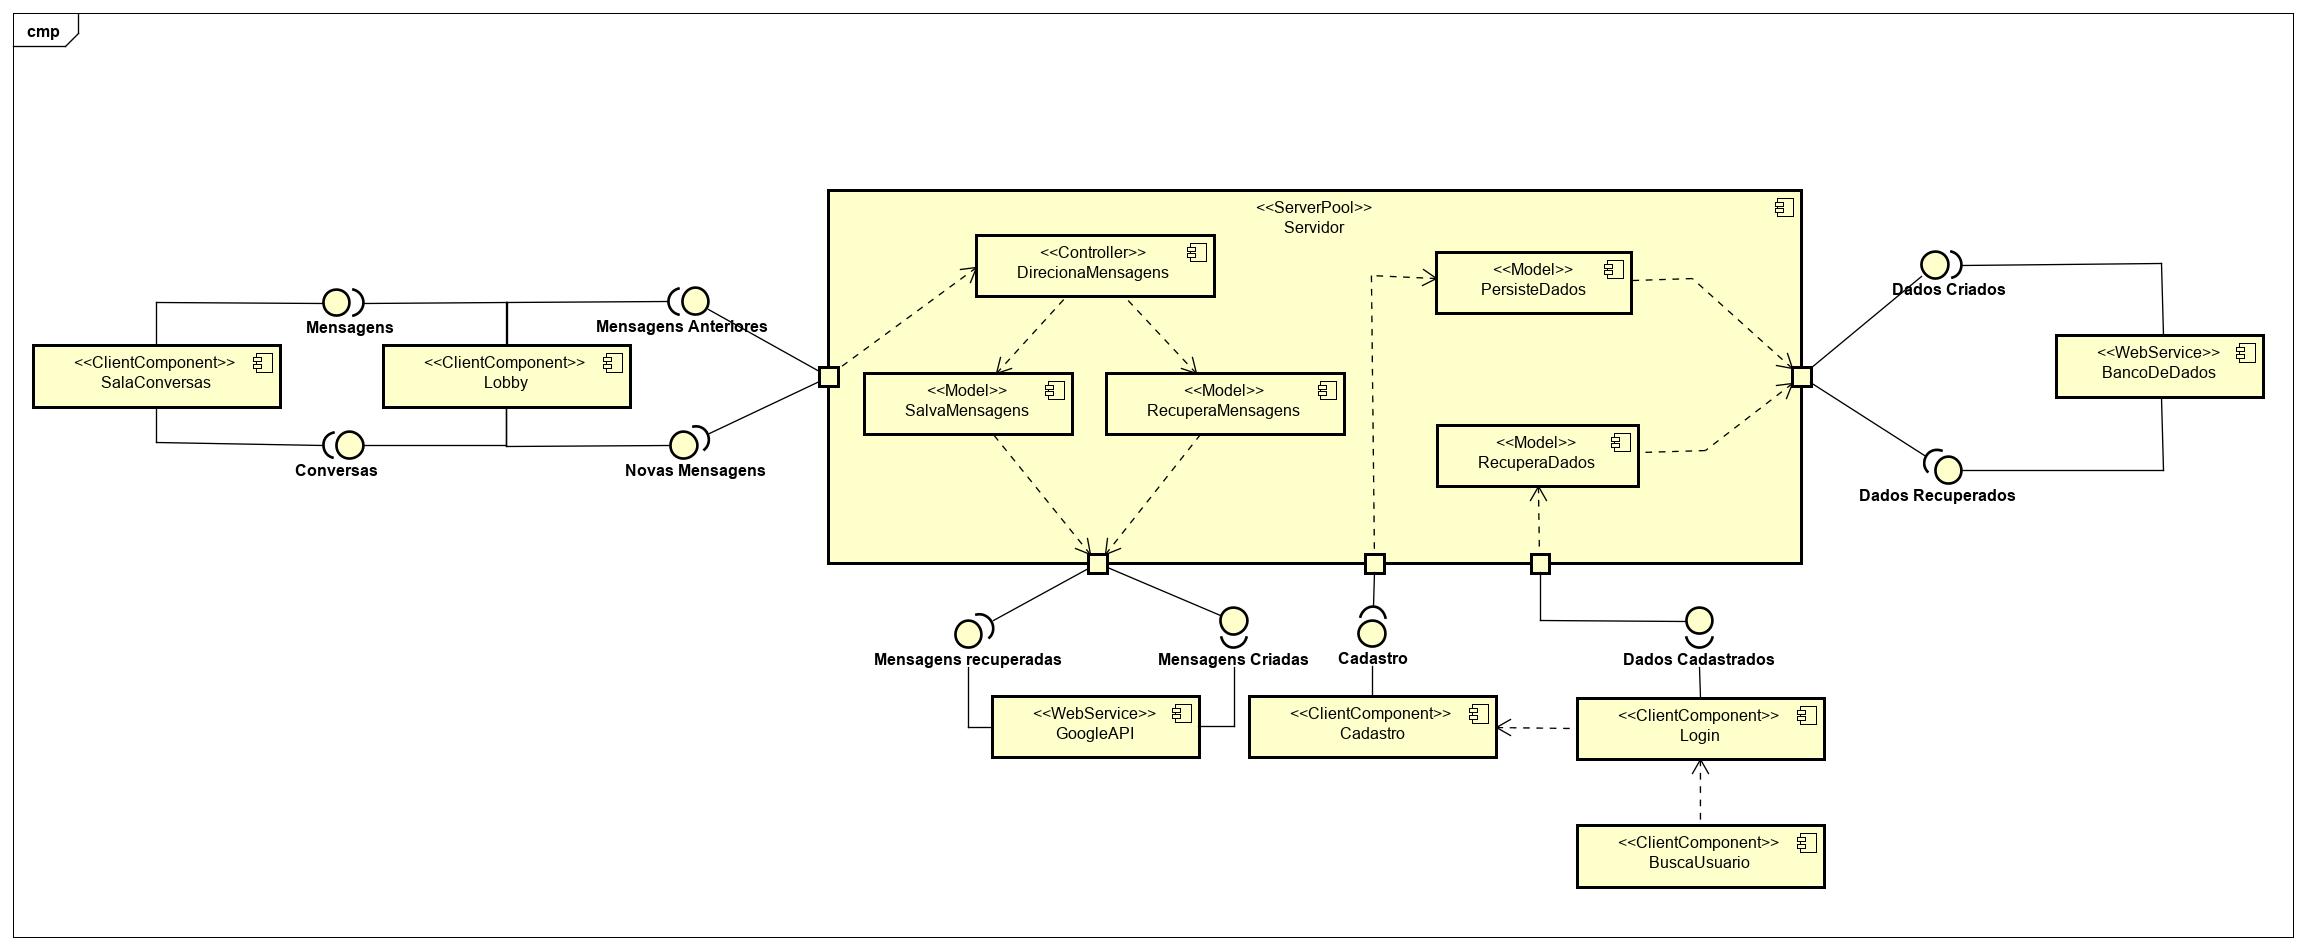 cmp
<<ServerPool>>
Servidor
<<Controller>>
DirecionaMensagens
<<Model>>
PersisteDados
Dados Criados
Mensagens
Mensagens Anteriores
<<ClientComponent>>
SalaConversas
<<ClientComponent>>
Lobby
<<Model>>
SalvaMensagens
<<Model>>
RecuperaMensagens
<<WebService>>
BancoDeDados
<<Model>>
RecuperaDados
Conversas
Novas Mensagens
Dados Recuperados
Mensagens recuperadas
Mensagens Criadas
Cadastro
Dados Cadastrados
<<WebService>>
GoogleAPI
<<ClientComponent>>
Cadastro
<<ClientComponent>>
Login
<<ClientComponent>>
BuscaUsuario